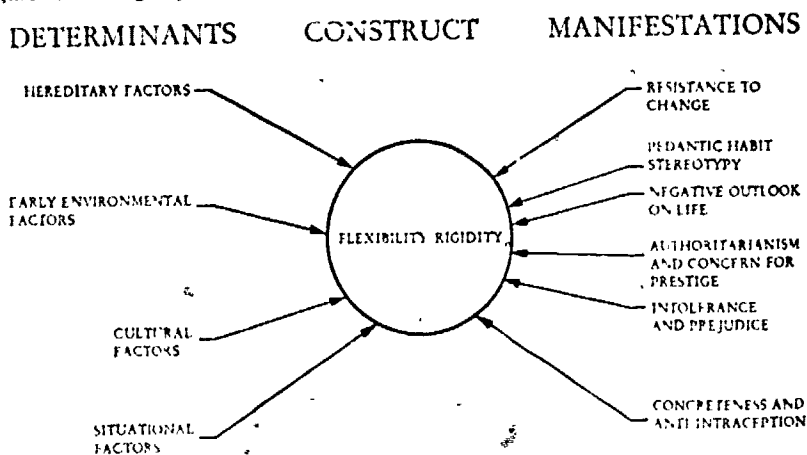 DETERMINANTS
CONSTRUCT
MANIFESTATIONS
HEREDITARY FACTORS
EARLY ENVIRONMENTAL
FACTORS
CULTURAL
FACTORS
SITUATIONAL
FACTORS
FLEXIBILITY RIGIDITY
RESISTANCE TO
CHANGE
PEDANTIC HABIT
STEREOTYPY
NEGATIVE OUTLOOK
ON LIFE
AUTHORITARIANISM
AND CONCERN FOR
PRESTIGE
INTOLERANCE
AND PREJUDICE
CONCRETENESS AND
ANTI INTRACEPTION